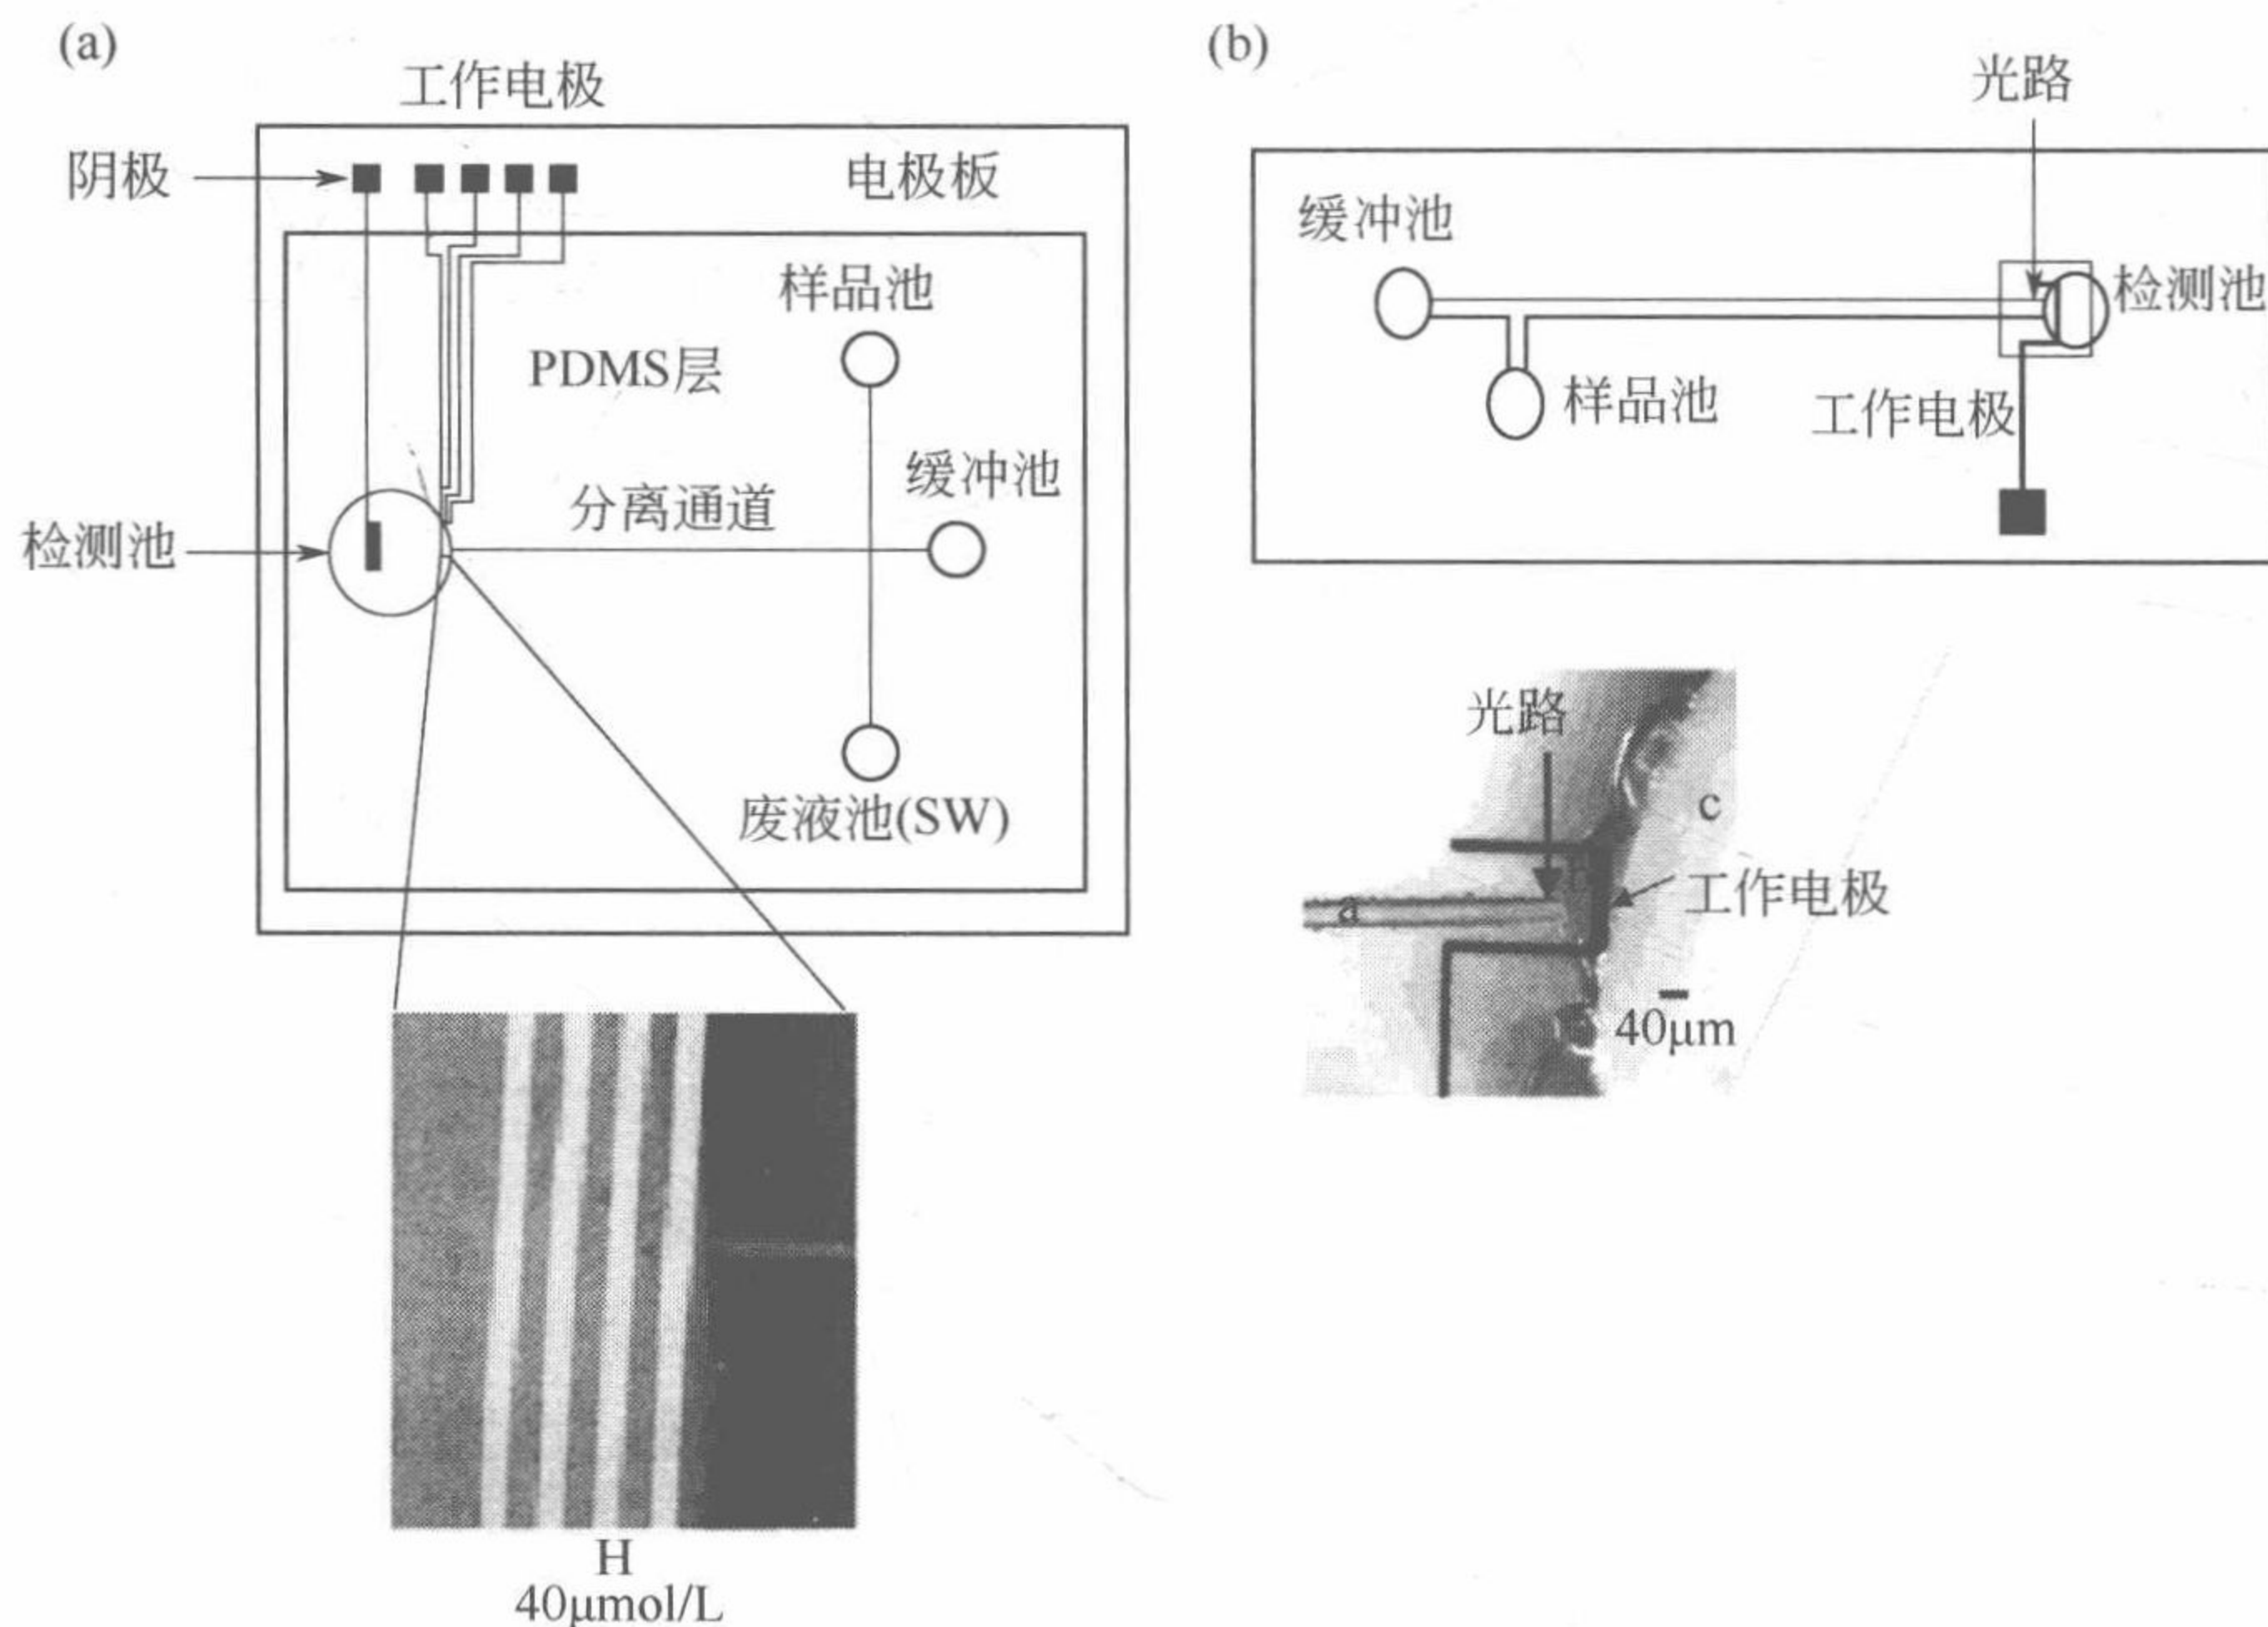 (a)
工作电极
阴极
电极板
样品池
PDMS层
缓冲池
分离通道
检测池
废液池(SW)
H
40μmol/L
(b)
光路
缓冲池
检测池
样品池
工作电极
光路
c
a
工作电极
40μm